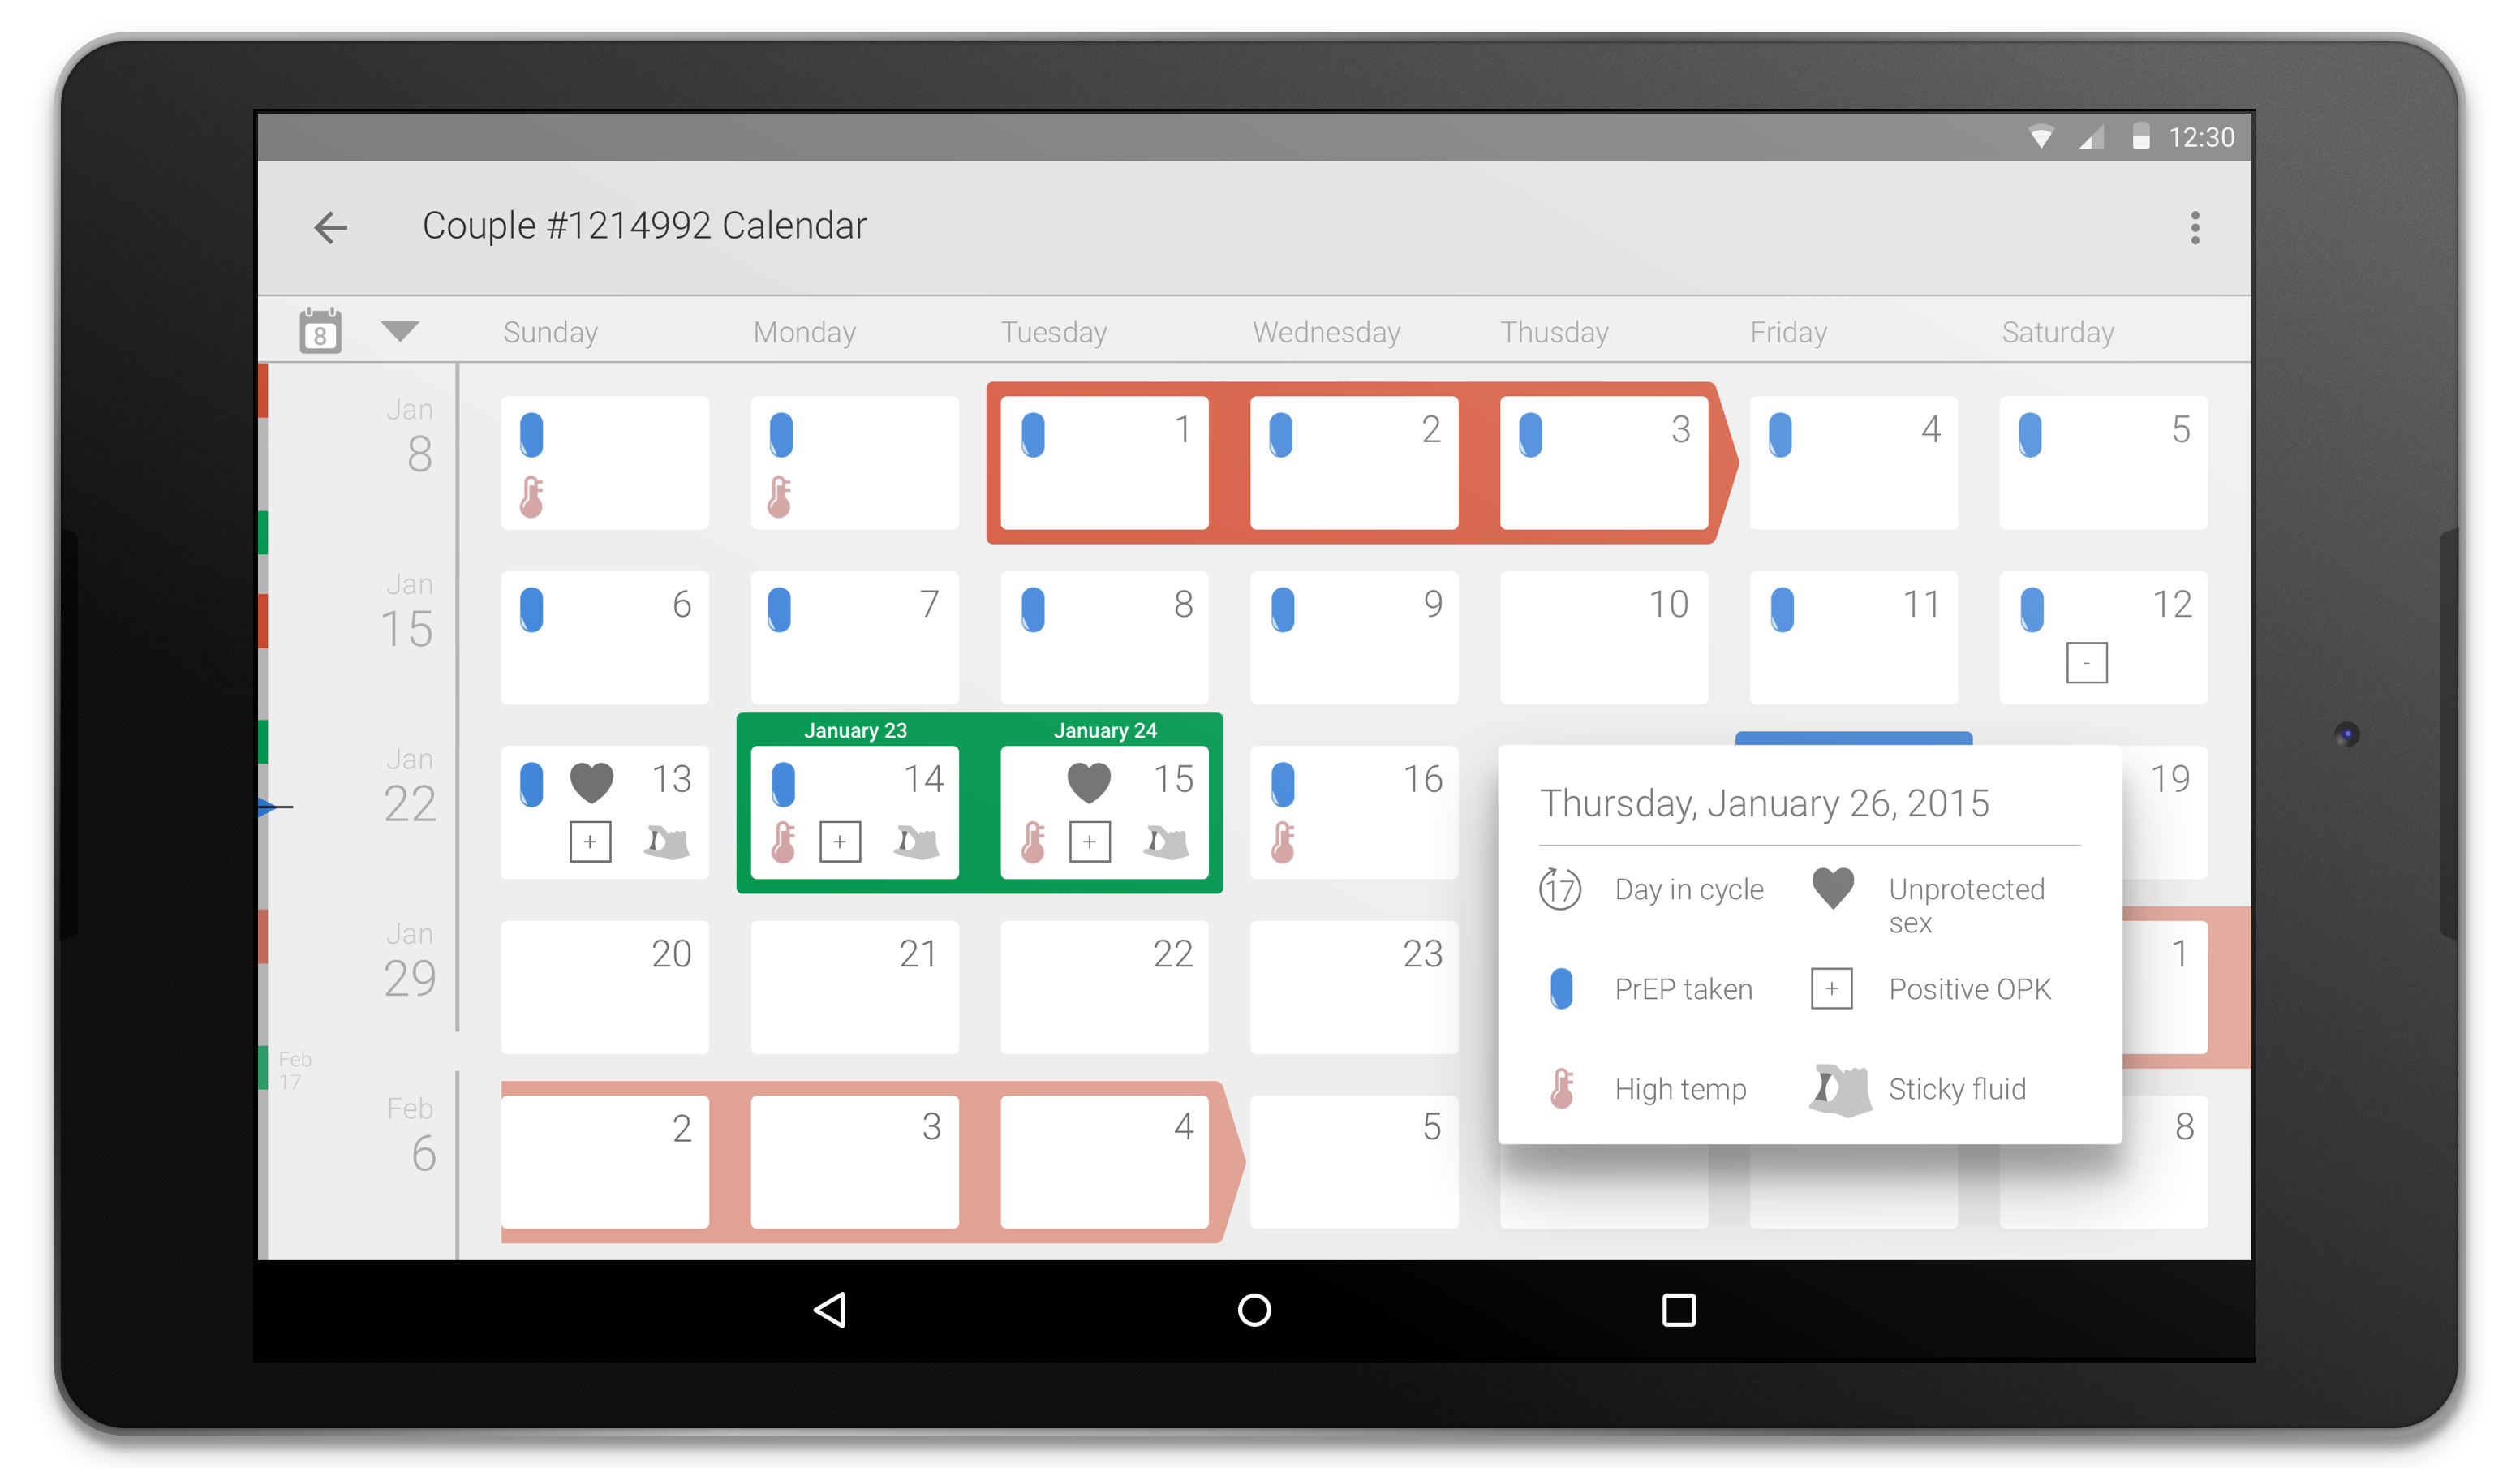 12:30
Couple #1214992 Calendar
8 Sunday Monday Tuesday Wednesday Thusday Friday Saturday
Jan
8
1 2 3 4 5
Jan
15
6 7 8 9 10 11 12
-
January 23 January 24
Jan
22
13 14 15 16 19
+ + +
Thursday, January 26, 2015
17 Day in cycle
Unprotected
sex
PrEP taken
+ Positive OPK
High temp
Sticky fluid
Jan
29
20 21 22 23 1
Feb
17
Feb
6
2 3 4 5 8